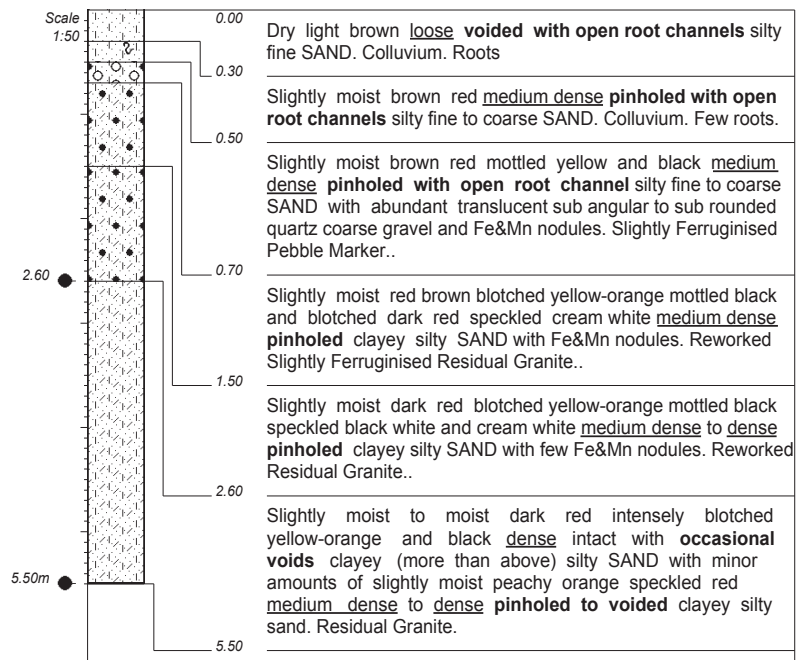 Scale
1:50
0.00
Dry light brown loose voided with open root channels silty
fine SAND. Colluvium. Roots
0.30
Slightly moist brown red medium dense pinholed with open
root channels silty fine to coarse SAND. Colluvium. Few roots.
0.50
Slightly moist brown red mottled yellow and black medium
dense pinholed with open root channel silty fine to coarse
SAND with abundant translucent sub angular to sub rounded
quartz coarse gravel and Fe&Mn nodules. Slightly Ferruginised
Pebble Marker..
2.60
0.70
Slightly moist red brown blotched yellow-orange mottled black
and blotched dark red speckled cream white medium dense
pinholed clayey silty SAND with Fe&Mn nodules. Reworked
Slightly Ferruginised Residual Granite..
1.50
Slightly moist dark red blotched yellow-orange mottled black
speckled black white and cream white medium dense to dense
pinholed clayey silty SAND with few Fe&Mn nodules. Reworked
Residual Granite..
2.60
Slightly moist to moist dark red intensely blotched
yellow-orange and black dense intact with occasional
voids clayey (more than above) silty SAND with minor
amounts of slightly moist peachy orange speckled red
medium dense to dense pinholed to voided clayey silty
sand. Residual Granite.
5.50m
5.50